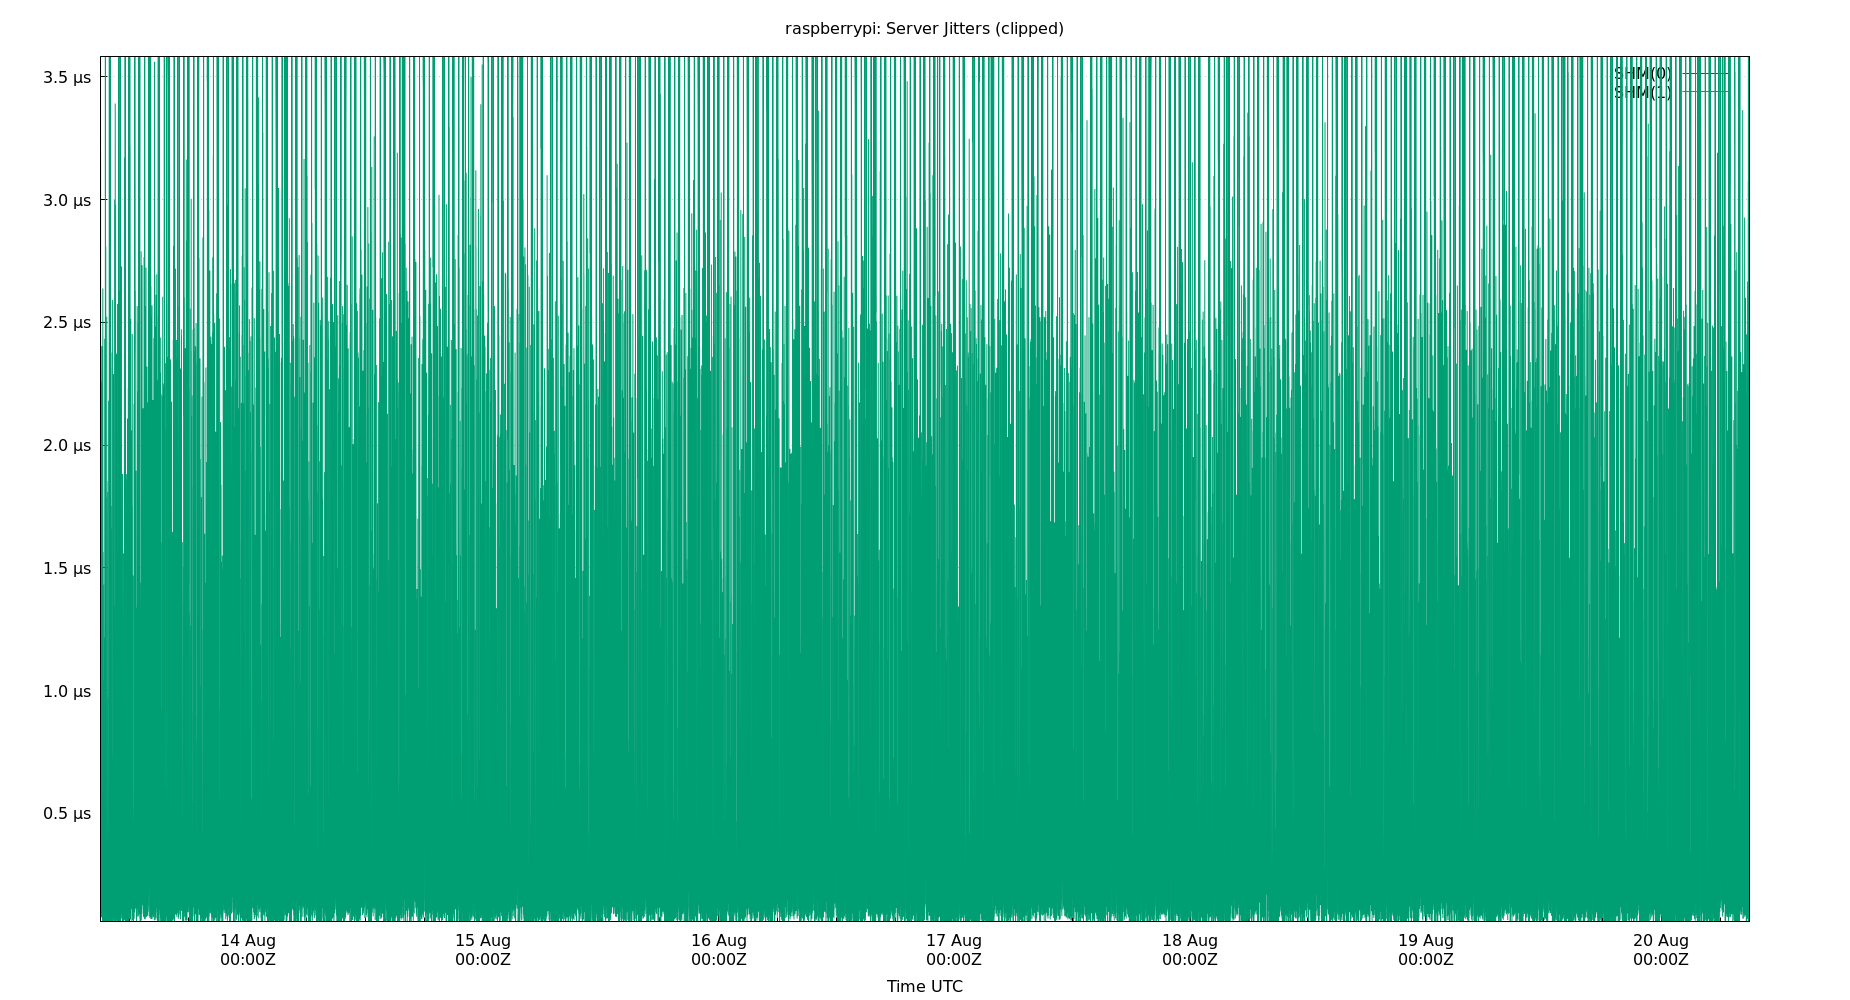 raspberrypi: Server Jitters (clipped)
SHM(0)
SHM(1)
3.5 µs
3.0 µs
2.5 µs
2.0 µs
1.5 µs
1.0 µs
0.5 µs
14 Aug 15 Aug 16 Aug 17 Aug 18 Aug 19 Aug 20 Aug
00:00Z 00:00Z 00:00Z 00:00Z 00:00Z 00:00Z 00:00Z
Time UTC